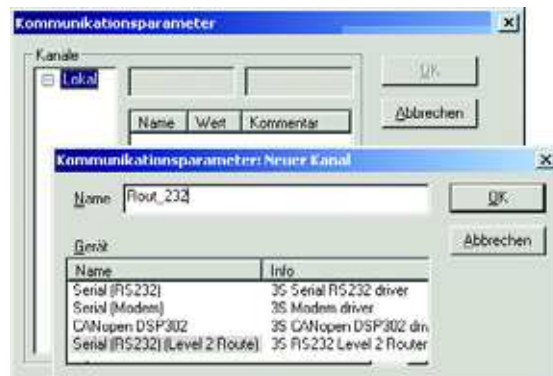 Kommunikationsparameter
Kanäle
Lokal
OK
Abbrechen
Name Wert Kommentar
Kommunikationsparameter: Neuer Kanal
Name Rout_232
OK
Abbrechen
Gerät
Name Info
Serial (RS232) 3S Serial RS232 driver
Serial (Modem) 3S Modem driver
CANopen DSP302 3S CANopen DSP302 driv
Serial (RS232) (Level 2 Route) 3S RS232 Level 2 Router